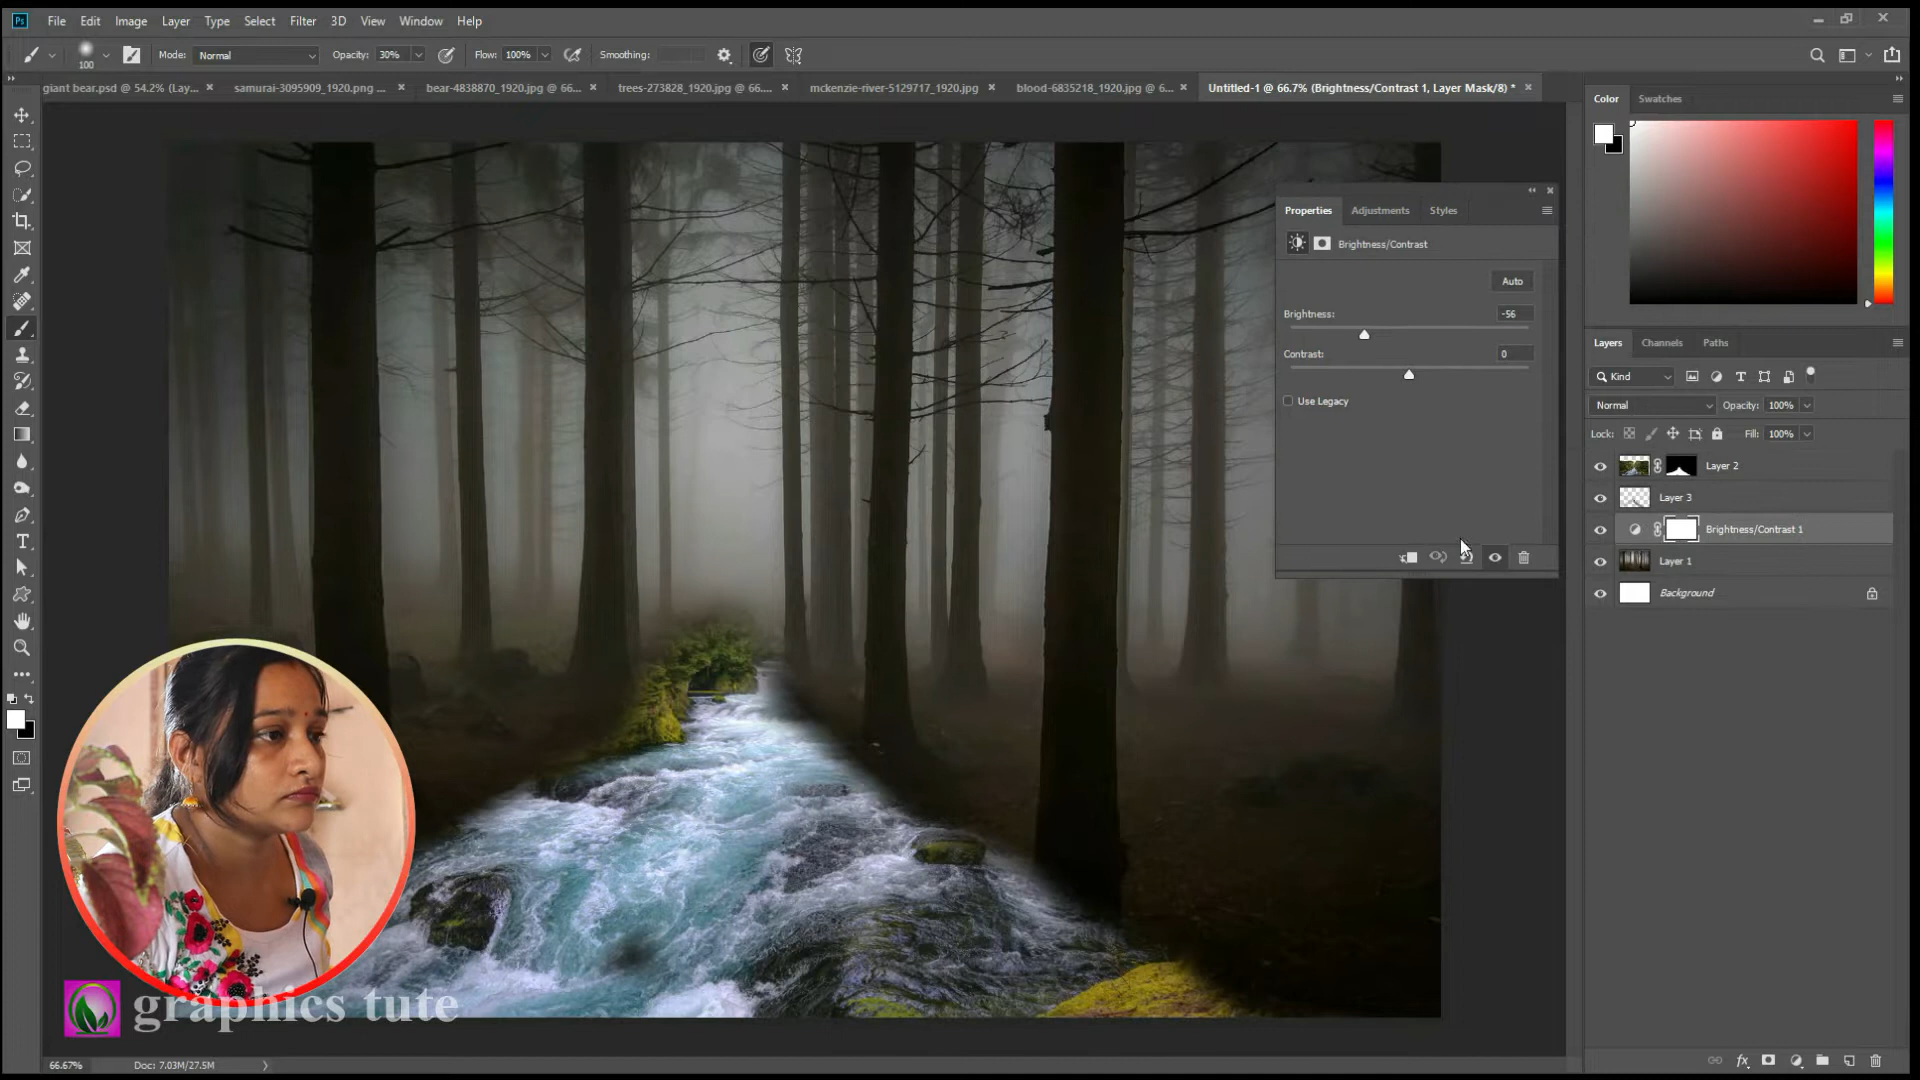 Ps File Edit Image Layer Type Select Filter 3D View Window Help
100 Mode: Normal Opacity: 30% Flow: 100% Smoothing:
giant bear.psd @ 54.2% (Lay... samurai-3095909_1920.png ... bear-4838870_1920.jpg @ 66.... trees-273828_1920.jpg @ 66.... mckenzie-river-5129717_1920.jpg blood-6835218_1920.jpg @ 6... Untitled-1 @ 66.7% (Brightness/Contrast 1, Layer Mask/8) *
Color Swatches
Properties Adjustments Styles
Brightness/Contrast
Auto
Brightness: -56
Contrast: 0
Use Legacy
Layers Channels Paths
Kind
Normal Opacity: 100%
Lock: Fill: 100%
Layer 2
Layer 3
Brightness/Contrast 1
Layer 1
Background
graphics tute
66.67% Doc: 7.03M/27.5M